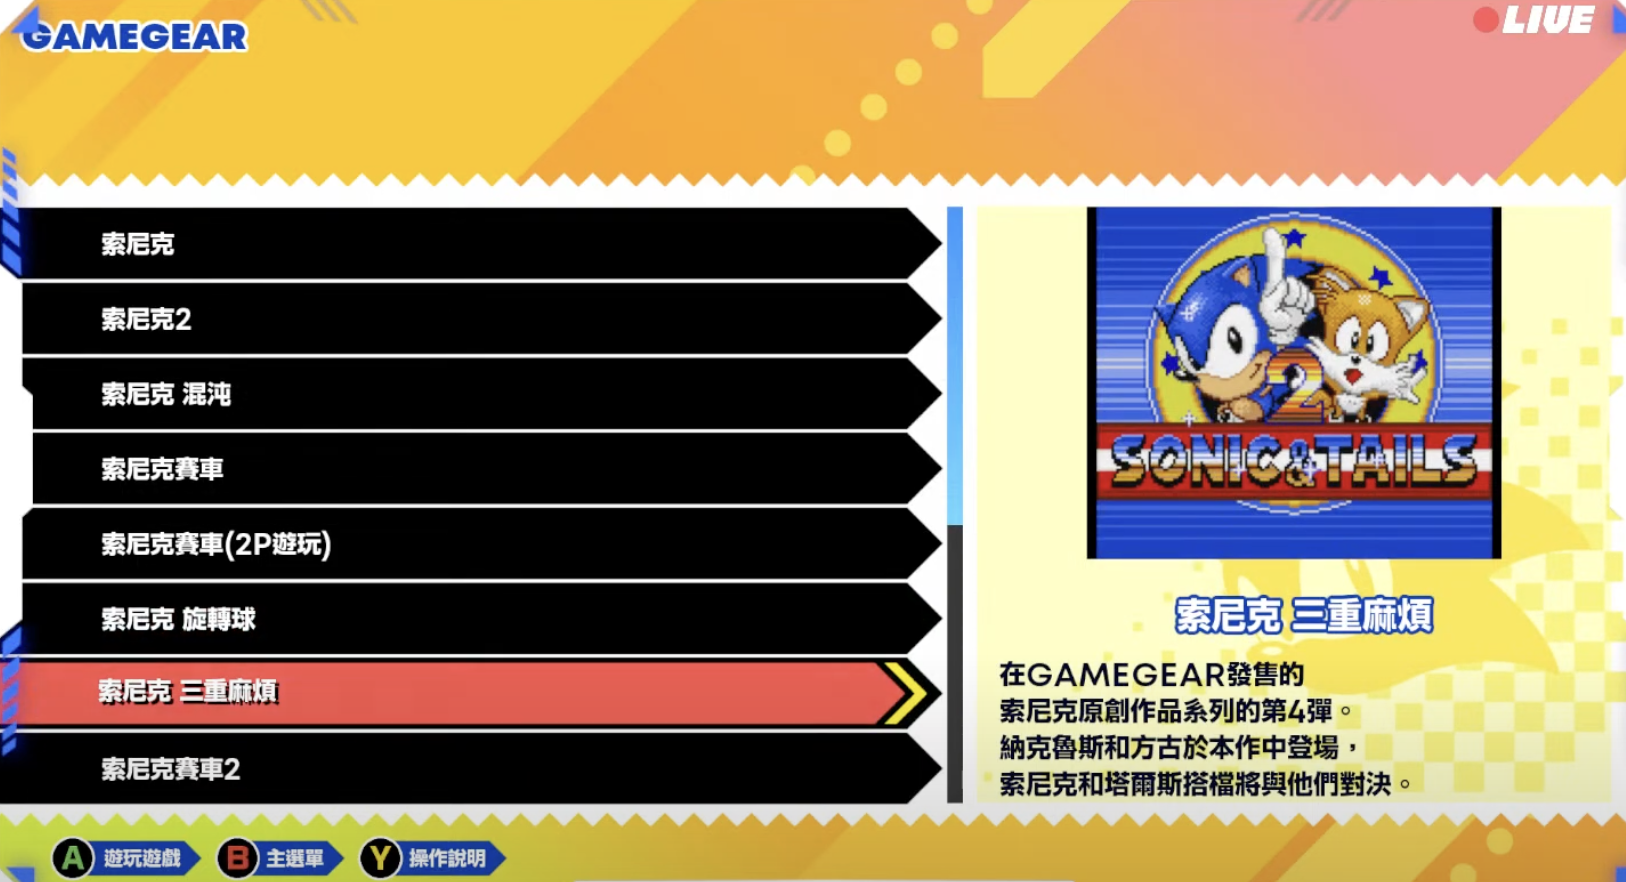 GAMEGEAR
LIVE
索尼克
索尼克2
索尼克 混沌
索尼克賽車
索尼克賽車(2P遊玩)
索尼克 旋轉球
索尼克 三重麻煩
索尼克賽車2
2
SONIC&TAILS
索尼克 三重麻煩
在GAMEGEAR發售的
索尼克原創作品系列的第4彈。
納克魯斯和方古於本作中登場，
索尼克和塔爾斯搭檔將與他們對決。
A 遊玩遊戲 B 主選單 Y 操作說明